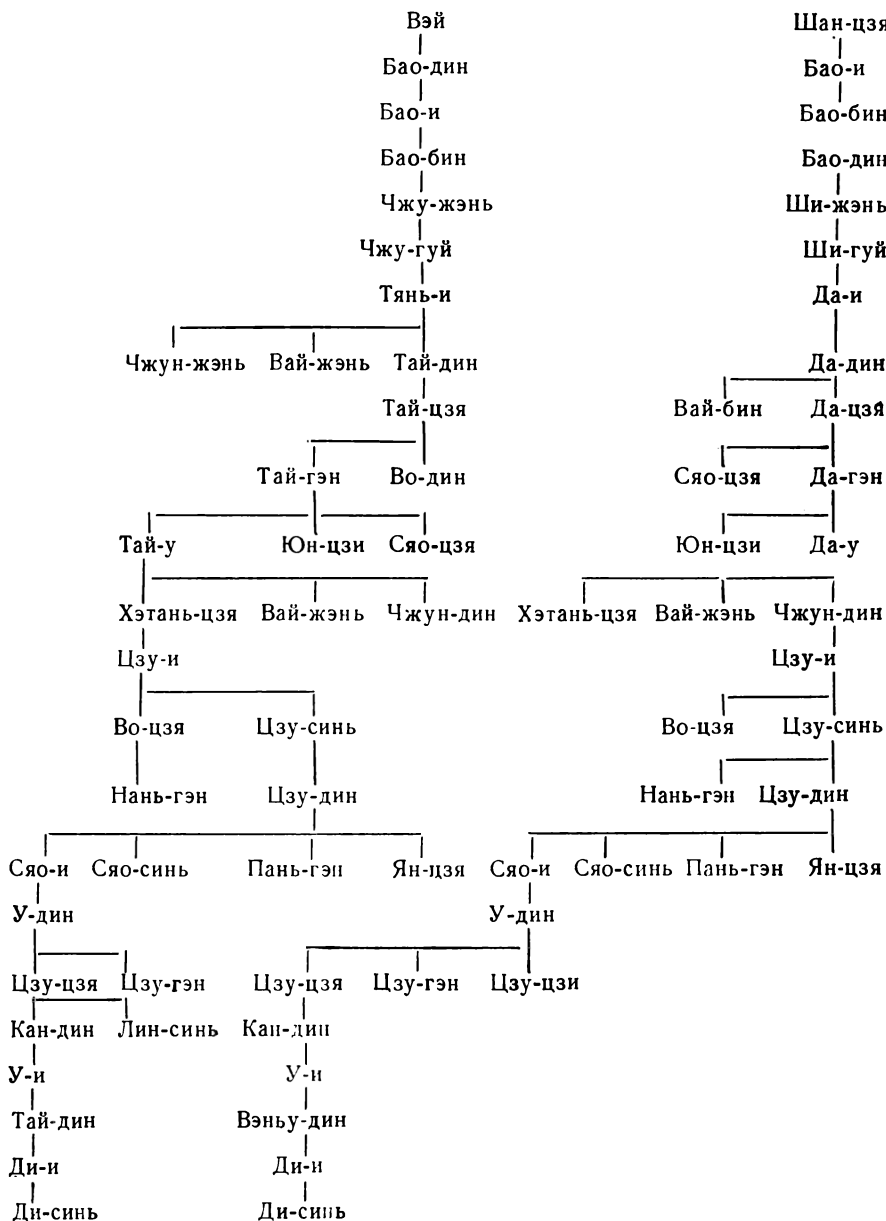 Вэй Шан-цзя
Бао-дин Бао-и
Бао-и Бао-бин
Бао-бин Бао-дин
Чжу-жэнь Ши-жэнь
Чжу-гуй Ши-гуй
Тянь-и Да-и
Чжун-жэнь Вай-жэнь Тай-дин Да-дин
Тай-цзя Вай-бин Да-цзя
Тай-гэн Во-дин Сяо-цзя Да-гэн
Тай-у Юн-цзи Сяо-цзя Юн-цзи Да-у
Хэтань-цзя Вай-жэнь Чжун-дин Хэтань-цзя Вай-жэнь Чжун-дин
Цзу-и Цзу-и
Во-цзя Цзу-синь Во-цзя Цзу-синь
Нань-гэн Цзу-дин Нань-гэн Цзу-дин
Сяо-и Сяо-синь Пань-гэн Ян-цзя Сяо-и Сяо-синь Пань-гэн Ян-цзя
У-дин У-дин
Цзу-цзя Цзу-гэн Цзу-цзя Цзу-гэн Цзу-цзи
Кан-дин Лин-синь Кан-дин
У-и У-и
Тай-дин Вэньу-дин
Ди-и Ди-и
Ди-синь Ди-синь